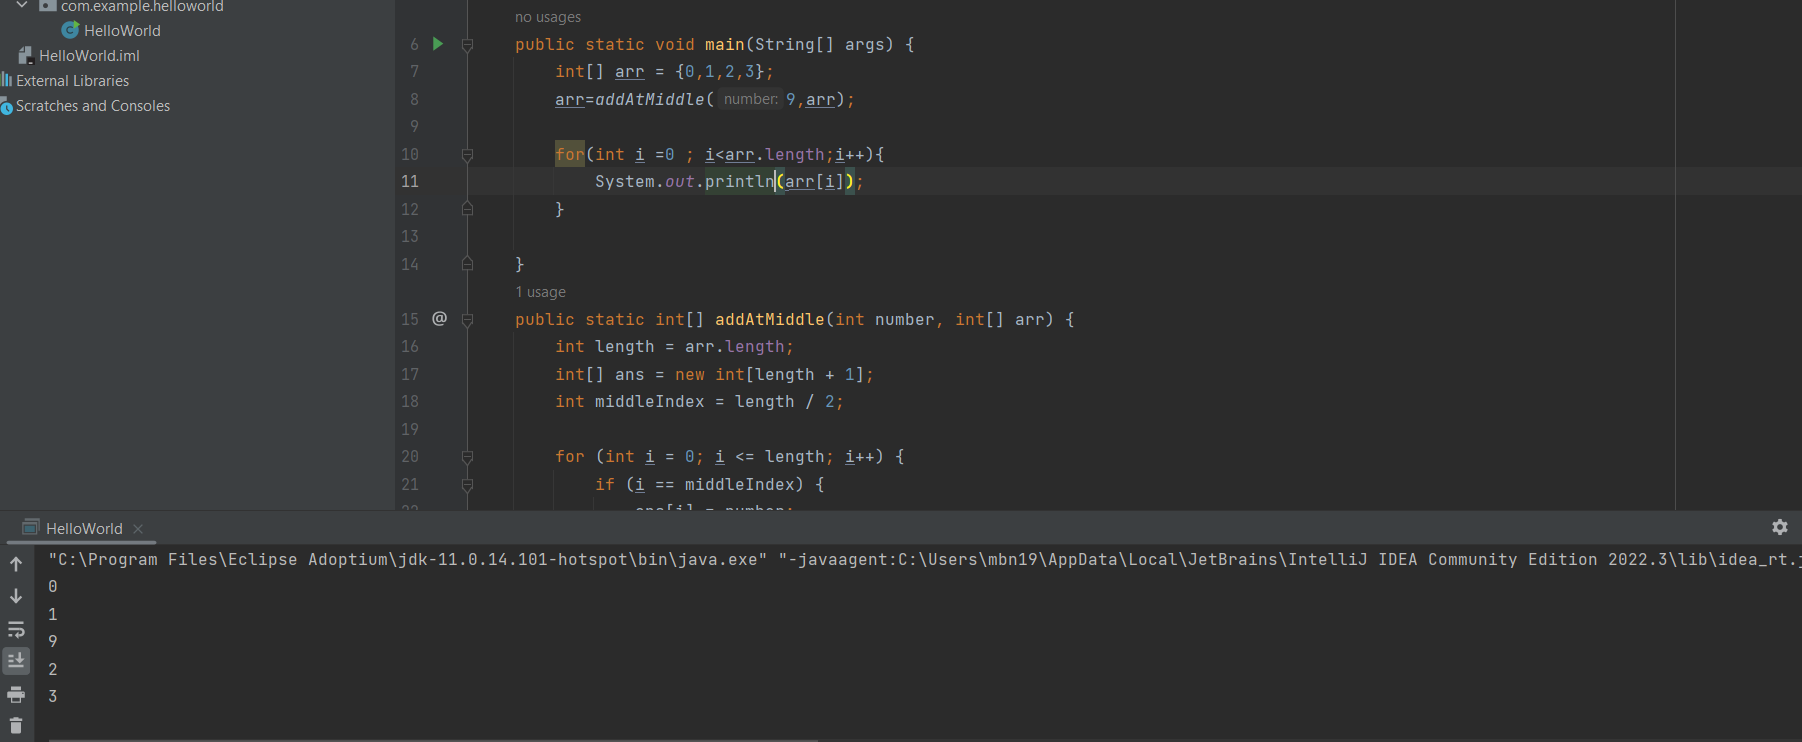 com.example.helloworld
HelloWorld
HelloWorld.iml
External Libraries
Scratches and Consoles
no usages
6 public static void main(String[] args) {
7 int[] arr = {0,1,2,3};
8 arr=addAtMiddle( number: 9,arr);
9
10 for(int i =0 ; i<arr.length;i++){
11 System.out.println(arr[i]);
12 }
13
14 }
1 usage
15 @ public static int[] addAtMiddle(int number, int[] arr) {
16 int length = arr.length;
17 int[] ans = new int[length + 1];
18 int middleIndex = length / 2;
19
20 for (int i = 0; i <= length; i++) {
21 if (i == middleIndex) {
HelloWorld
"C:\Program Files\Eclipse Adoptium\jdk-11.0.14.101-hotspot\bin\java.exe" "-javaagent:C:\Users\mbn19\AppData\Local\JetBrains\IntelliJ IDEA Community Edition 2022.3\lib\idea_rt.
0
1
9
2
3